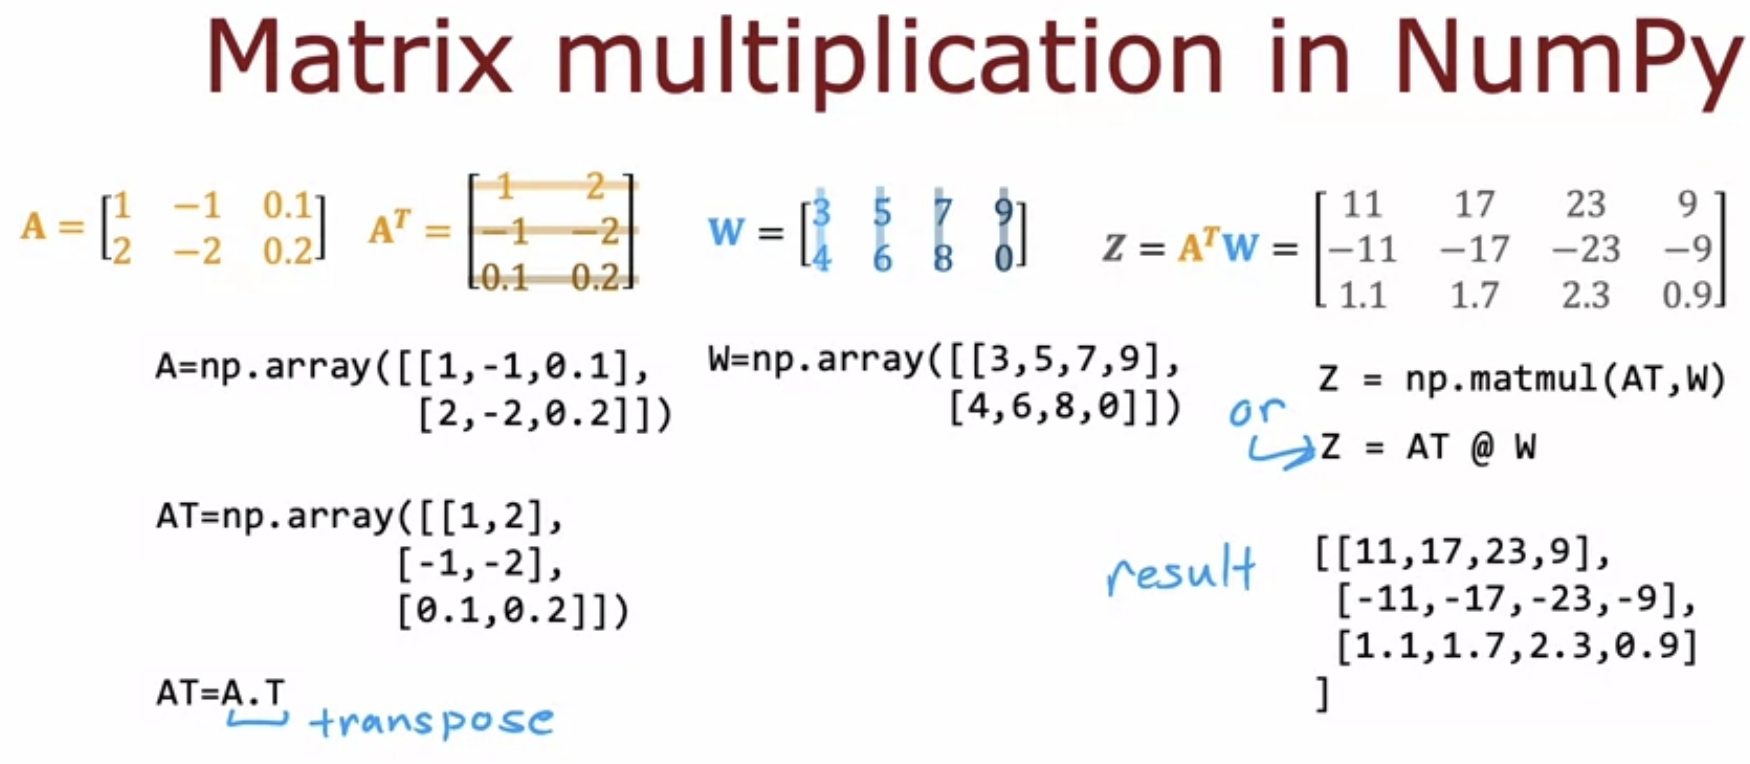 Matrix multiplication in NumPy
A = [1 −1 0.1
2 −2 0.2]
Aᵀ = [1 2
−1 −2
0.1 0.2]
W = [3 5 7 9
4 6 8 0]
Z = AᵀW = [11 17 23 9
−11 −17 −23 −9
1.1 1.7 2.3 0.9]
A=np.array([[1,-1,0.1],
[2,-2,0.2]])
AT=np.array([[1,2],
[-1,-2],
[0.1,0.2]])
AT=A.T
transpose
W=np.array([[3,5,7,9],
[4,6,8,0]])
Z = np.matmul(AT,W)
or
Z = AT @ W
result
[[11,17,23,9],
[-11,-17,-23,-9],
[1.1,1.7,2.3,0.9]
]